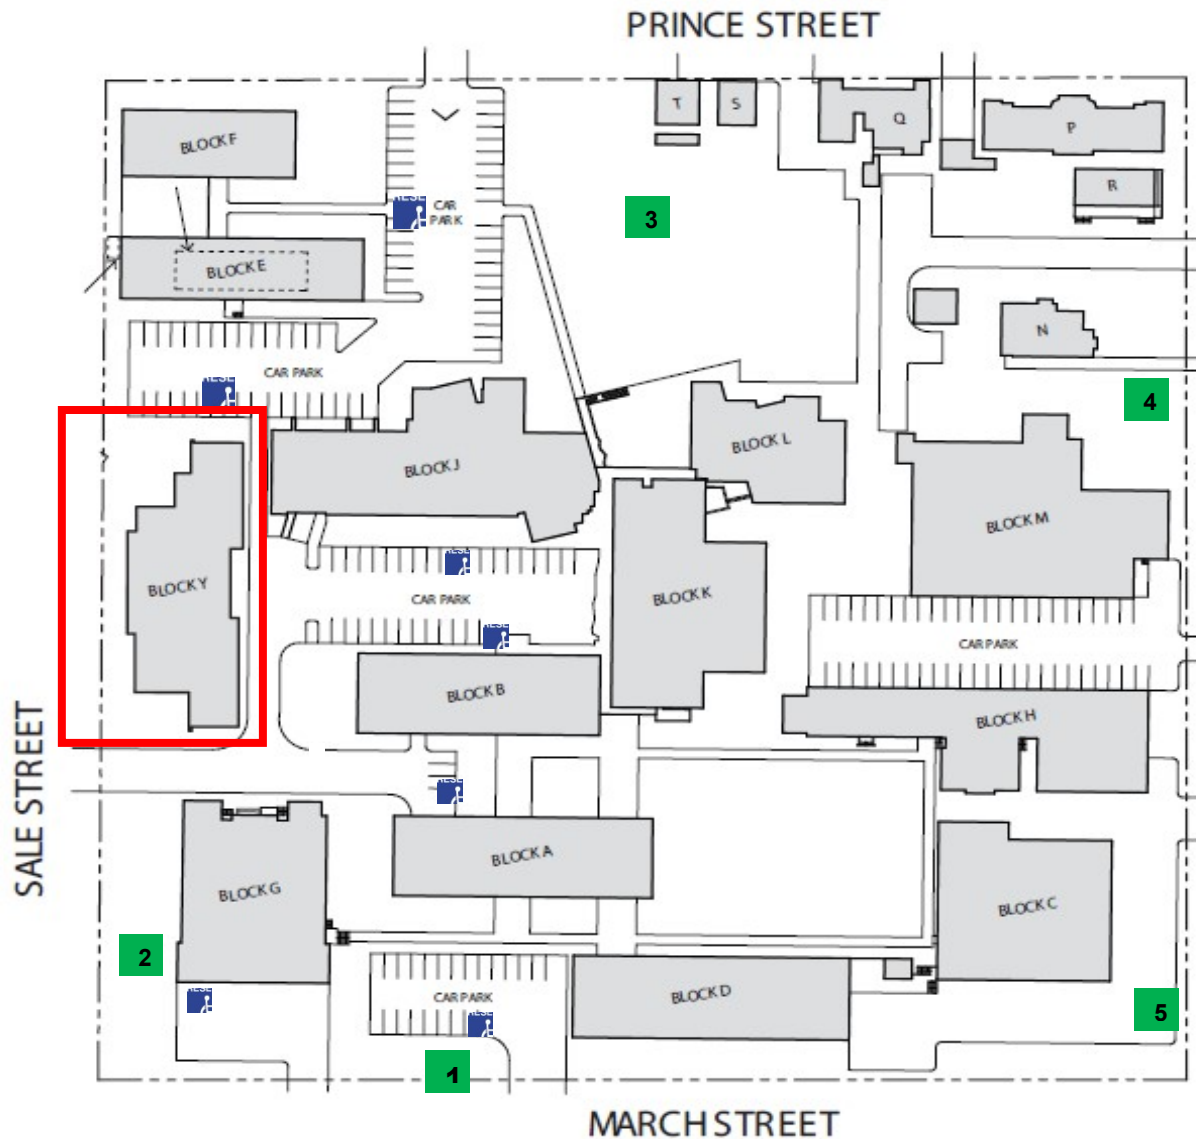 PRINCE STREET
T
S
Q
P
BLOCK F
R
CAR
PARK
3
BLOCK E
N
CAR PARK
4
BLOCK J
BLOCK L
BLOCK M
BLOCK Y
CAR PARK
BLOCK K
CAR PARK
BLOCK B
BLOCK H
SALE STREET
BLOCK A
BLOCK G
BLOCK C
2
CAR PARK
BLOCK D
5
1
MARCH STREET